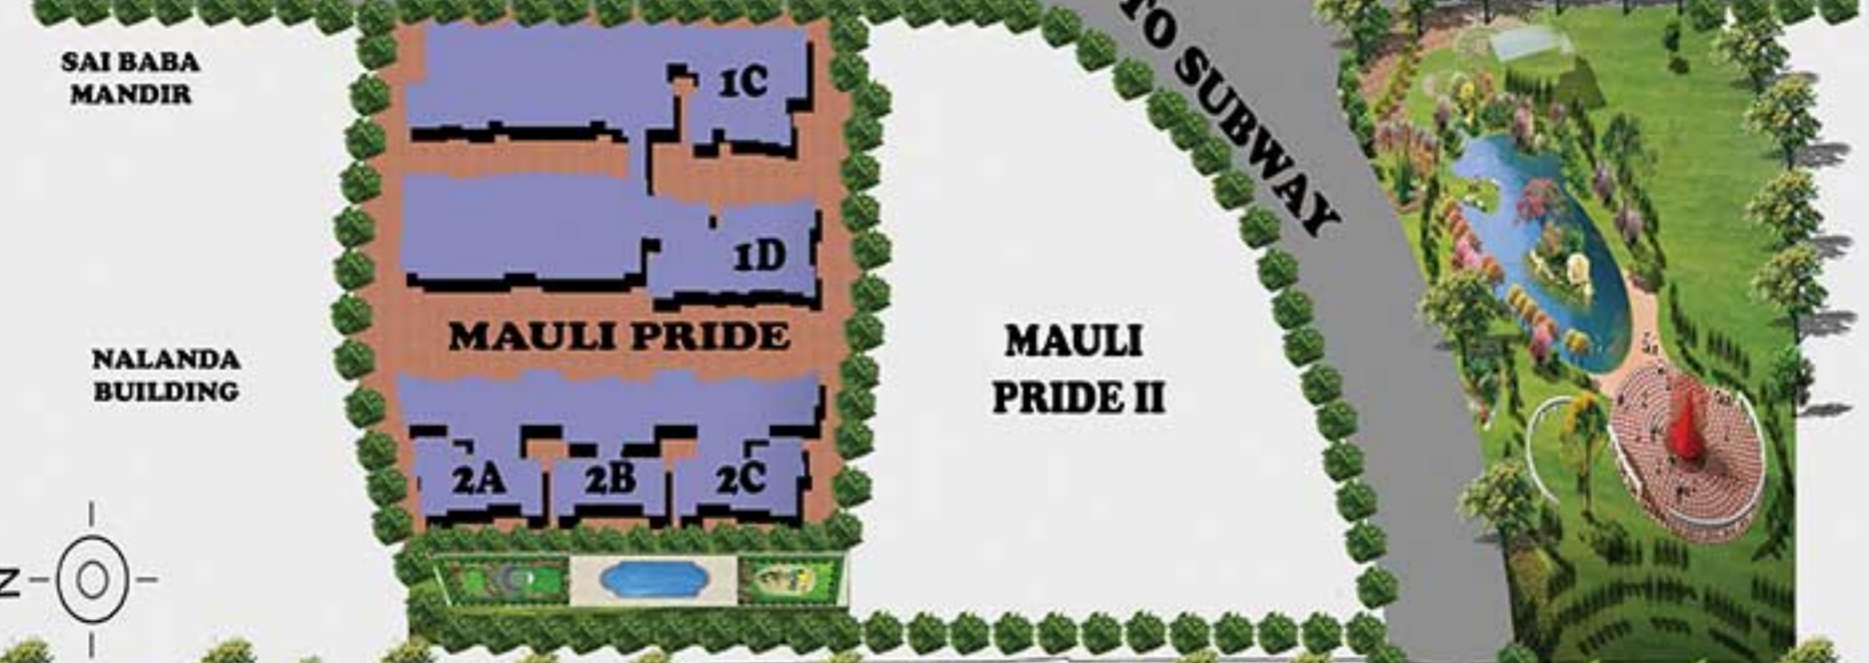 SAI BABA
MANDIR
1C
TO SUBWAY
1D
MAULI PRIDE
NALANDA
BUILDING
MAULI
PRIDE II
2A
2B
2C
N